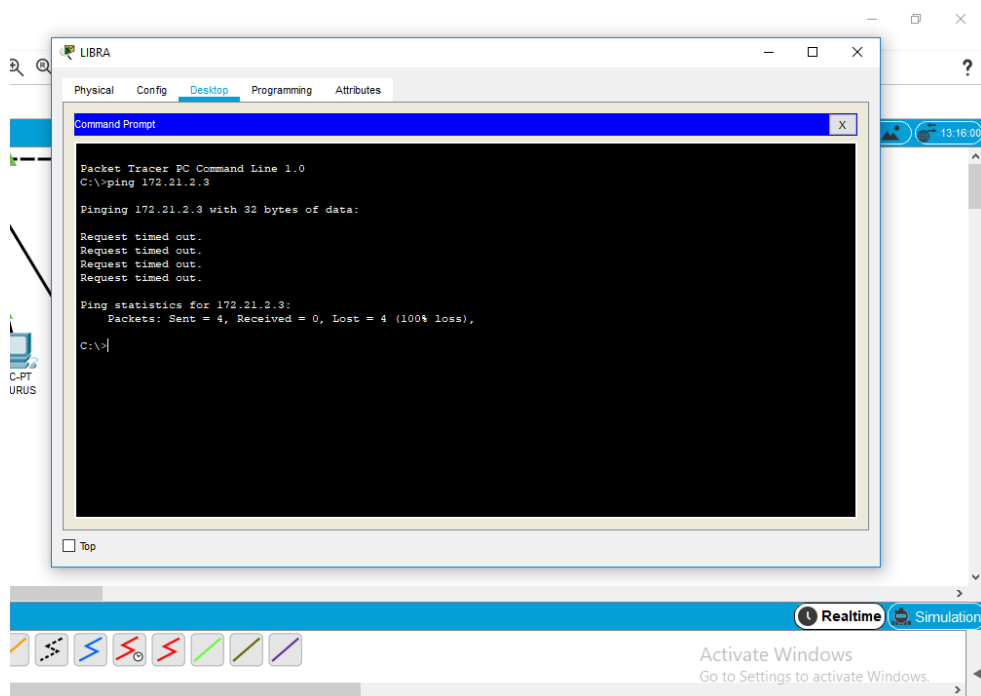 LIBRA
?
Physical Config Desktop Programming Attributes
Command Prompt
X
13:16:00
Packet Tracer PC Command Line 1.0
C:\>ping 172.21.2.3
Pinging 172.21.2.3 with 32 bytes of data:
Request timed out.
Request timed out.
Request timed out.
Request timed out.
Ping statistics for 172.21.2.3:
Packets: Sent = 4, Received = 0, Lost = 4 (100% loss),
C:\>
C-PT
URUS
Top
Realtime
Simulation
Activate Windows
Go to Settings to activate Windows.